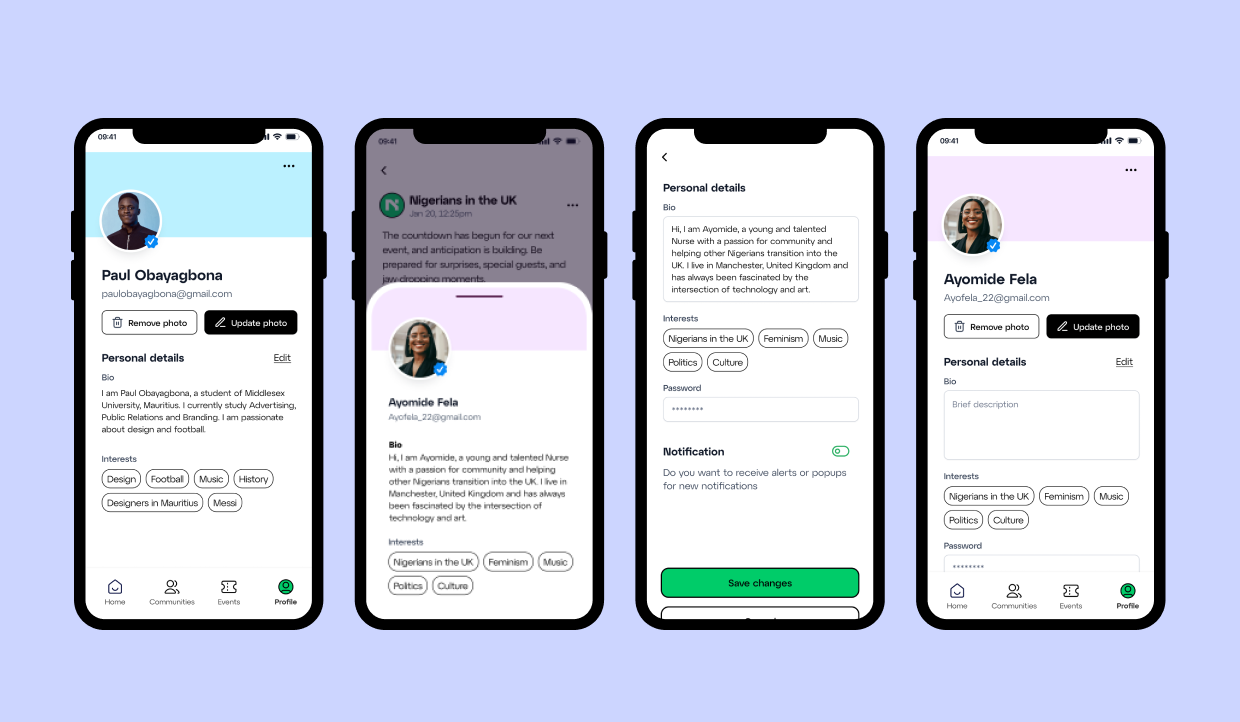 09:41
Paul Obayagbona
paulobayagbona@gmail.com
Remove photo
Update photo
Personal details
Edit
Bio
I am Paul Obayagbona, a student of Middlesex
University, Mauritius. I currently study Advertising,
Public Relations and Branding. I am passionate
about design and football.
Interests
Design
Football
Music
History
Designers in Mauritius
Messi
Home
Communities
Events
Profile
09:41
Nigerians in the UK
Jan 20, 12:25pm
The countdown has begun for our next
event, and anticipation is building. Be
prepared for surprises, special guests, and
jaw-dropping moments.
Ayomide Fela
Ayofela_22@gmail.com
Bio
Hi, I am Ayomide, a young and talented Nurse
with a passion for community and helping
other Nigerians transition into the UK. I live in
Manchester, United Kingdom and has always
been fascinated by the intersection of
technology and art.
Interests
Nigerians in the UK
Feminism
Music
Politics
Culture
Personal details
Bio
Hi, I am Ayomide, a young and talented
Nurse with a passion for community and
helping other Nigerians transition into the
UK. I live in Manchester, United Kingdom and
has always been fascinated by the
intersection of technology and art.
Interests
Nigerians in the UK
Feminism
Music
Politics
Culture
Password
********
Notification
Do you want to receive alerts or popups
for new notifications
Save changes
09:41
Ayomide Fela
Ayofela_22@gmail.com
Remove photo
Update photo
Personal details
Edit
Bio
Brief description
Interests
Nigerians in the UK
Feminism
Music
Politics
Culture
Password
********
Home
Communities
Events
Profile